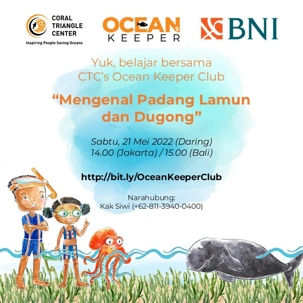 CORAL
TRIANGLE
CENTER
Inspiring People Saving Oceans
OCEAN
KEEPER
BNI
Yuk, belajar bersama
CTC's Ocean Keeper Club
“Mengenal Padang Lamun
dan Dugong”
Sabtu, 21 Mei 2022 (Daring)
14.00 (Jakarta) / 15.00 (Bali)
http://bit.ly/OceanKeeperClub
Narahubung:
Kak Siwi (+62-811-3940-0400)